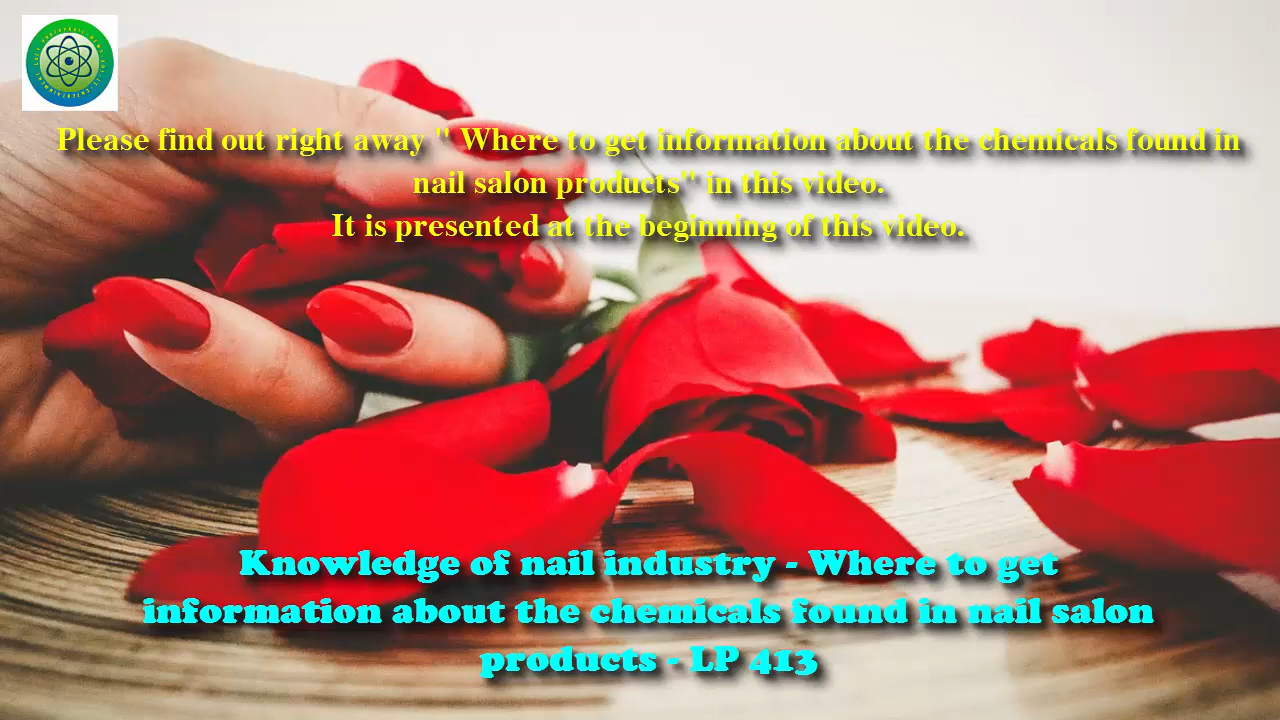 Please find out right away " Where to get information about the chemicals found in
nail salon products" in this video.
It is presented at the beginning of this video.
Knowledge of nail industry - Where to get
information about the chemicals found in nail salon
products - LP 413